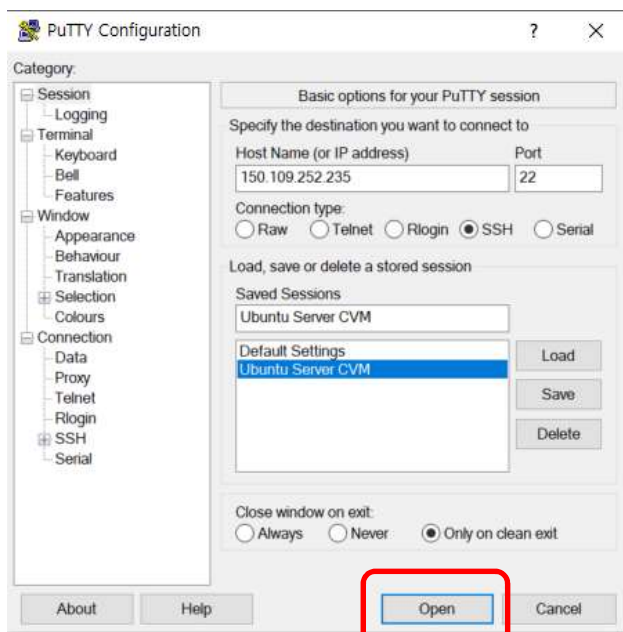 PuTTY Configuration
?
Category:
Session
Logging
Terminal
Keyboard
Bell
Features
Window
Appearance
Behaviour
Translation
Selection
Colours
Connection
Data
Proxy
Telnet
Rlogin
SSH
Serial
Basic options for your PuTTY session
Specify the destination you want to connect to
Host Name (or IP address) Port
150.109.252.235 22
Connection type:
Raw Telnet Rlogin SSH Serial
Load, save or delete a stored session
Saved Sessions
Ubuntu Server CVM
Default Settings
Ubuntu Server CVM
Load
Save
Delete
Close window on exit:
Always Never Only on clean exit
About Help Open Cancel